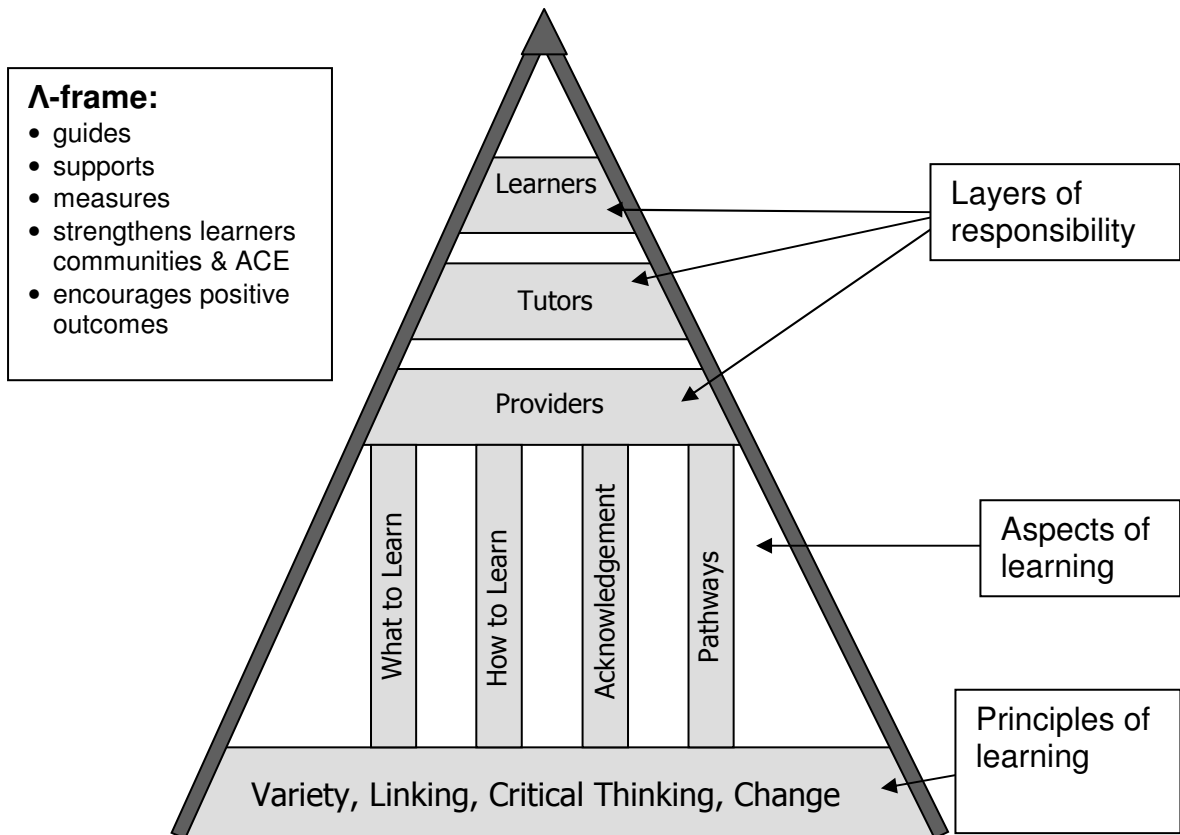 Λ-frame:
• guides
• supports
• measures
• strengthens learners
communities & ACE
• encourages positive
outcomes
Learners
Tutors
Providers
Layers of
responsibility
What to Learn
How to Learn
Acknowledgement
Pathways
Aspects of
learning
Variety, Linking, Critical Thinking, Change
Principles of
learning